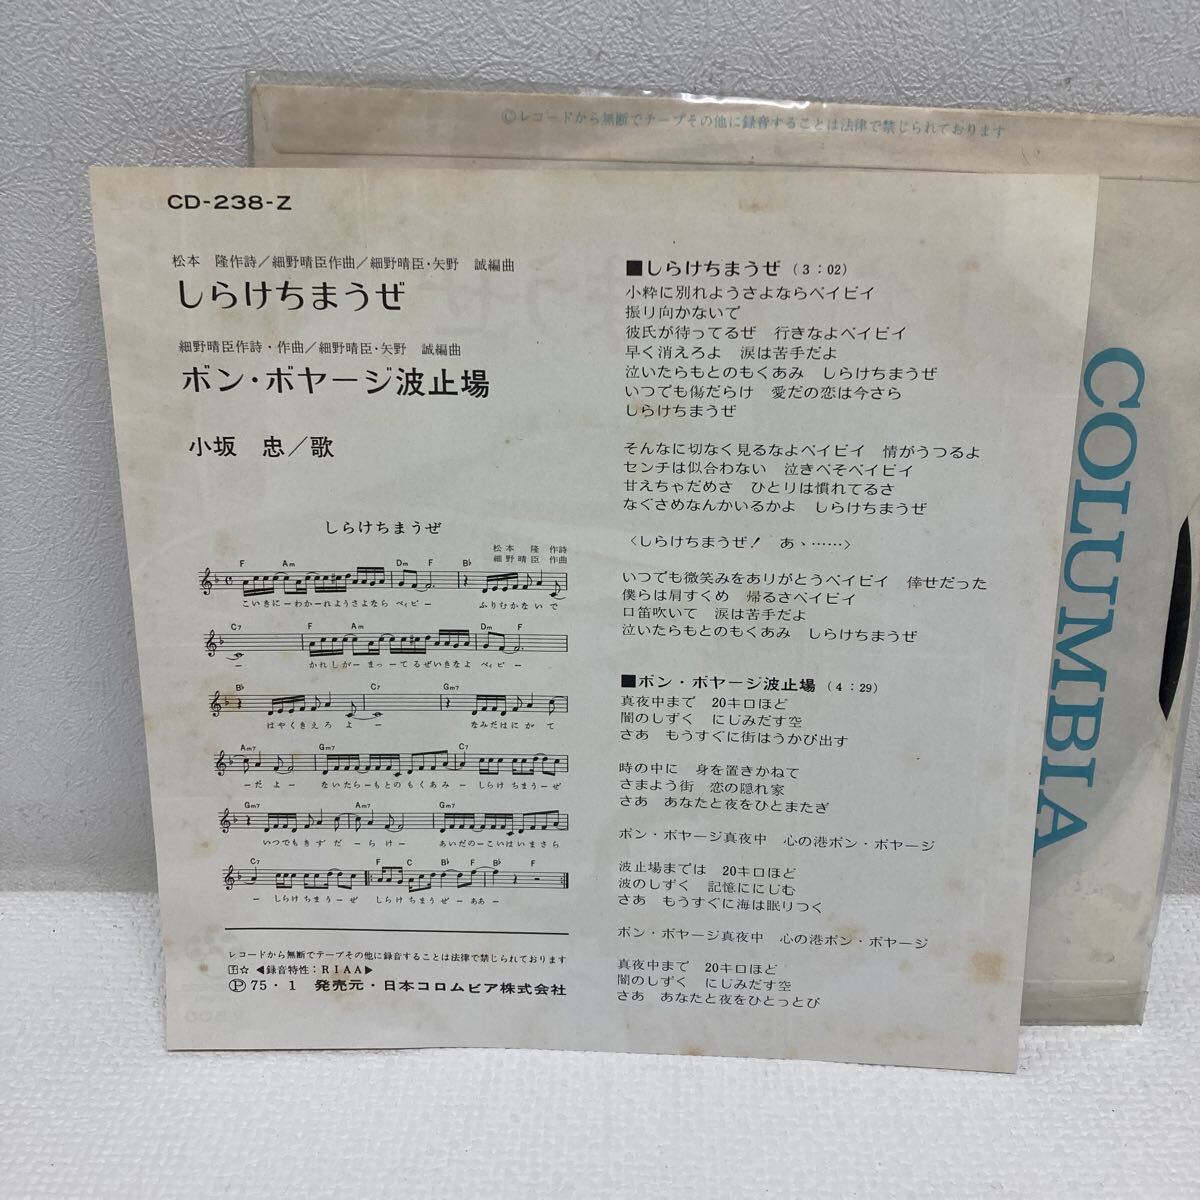 ©レコードから無断でテープその他に録音することは法律で禁じられております
CD-238-Z
松本 隆作詩／細野晴臣作曲／細野晴臣・矢野 誠編曲
しらけちまうぜ
細野晴臣作詩・作曲／細野晴臣・矢野 誠編曲
ボン・ボヤージ波止場
小坂 忠／歌
しらけちまうぜ
松本 隆 作詩
細野晴臣 作曲
F Am Dm F B♭
こいきにーわかーれようさよなら ベィビー ふりむかないで
C7 F Am Dm F
ー かれしがーまっーてるぜいきなよ ベィビー
B♭ C7 Gm7
はやくきえろ よー なみだはにがて
Am7 Gm7 C7
ーだ よー ないたらーもとの もくあみー しらけ ちまうーぜ
Gm7 Am7 Gm7
いつでもきず だーらけー あいだのーこいはいまさら
C7 F C B♭ F B♭ F
ー しらけ ちま うーぜ しらけ ちま うぜーああー
レコードから無断でテープその他に録音することは法律で禁じられております
Ⓣ☆ ◀録音特性：RIAA▶
Ⓟ75・1 発売元・日本コロムビア株式会社
■しらけちまうぜ（3：02）
小粋に別れようさよならベイビイ
振り向かないで
彼氏が待ってるぜ 行きなよベイビイ
早く消えろよ 涙は苦手だよ
泣いたらもとのもくあみ しらけちまうぜ
いつでも傷だらけ 愛だの恋は今さら
しらけちまうぜ
そんなに切なく見るなよベイビイ 情がうつるよ
センチは似合わない 泣きべそベイビイ
甘えちゃだめさ ひとりは慣れてるさ
なぐさめなんかいるかよ しらけちまうぜ
〈しらけちまうぜ！ あゝ……〉
いつでも微笑みをありがとうベイビイ 倖せだった
僕らは肩すくめ 帰るさベイビイ
口笛吹いて 涙は苦手だよ
泣いたらもとのもくあみ しらけちまうぜ
■ボン・ボヤージ波止場（4：29）
真夜中まで 20キロほど
闇のしずく にじみだす空
さあ もうすぐに街はうかび出す
時の中に 身を置きかねて
さまよう街 恋の隠れ家
さあ あなたと夜をひとまたぎ
ボン・ボヤージ真夜中 心の港ボン・ボヤージ
波止場までは 20キロほど
波のしずく 記憶ににじむ
さあ もうすぐに海は眠りつく
ボン・ボヤージ真夜中 心の港ボン・ボヤージ
真夜中まで 20キロほど
闇のしずく にじみだす空
さあ あなたと夜をひとっとび
COLUMBIA